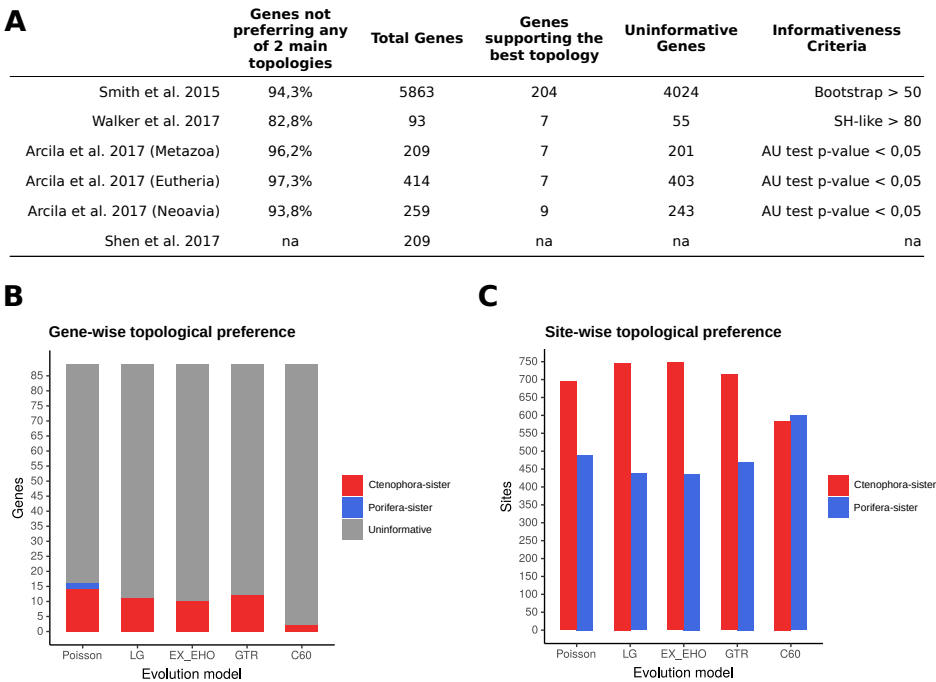 A
Genes not preferring any of 2 main topologies
Total Genes
Genes supporting the best topology
Uninformative Genes
Informativeness Criteria
Smith et al. 2015 94,3% 5863 204 4024 Bootstrap > 50
Walker et al. 2017 82,8% 93 7 55 SH-like > 80
Arcila et al. 2017 (Metazoa) 96,2% 209 7 201 AU test p-value < 0,05
Arcila et al. 2017 (Eutheria) 97,3% 414 7 403 AU test p-value < 0,05
Arcila et al. 2017 (Neoavia) 93,8% 259 9 243 AU test p-value < 0,05
Shen et al. 2017 na 209 na na na
B
Gene-wise topological preference
85
80
75
70
65
60
55
50
45
40
35
30
25
20
15
10
5
0
Genes
Poisson LG EX_EHO GTR C60
Evolution model
Ctenophora-sister
Porifera-sister
Uninformative
C
Site-wise topological preference
750
700
650
600
550
500
450
400
350
300
250
200
150
100
50
0
Sites
Poisson LG EX_EHO GTR C60
Evolution model
Ctenophora-sister
Porifera-sister